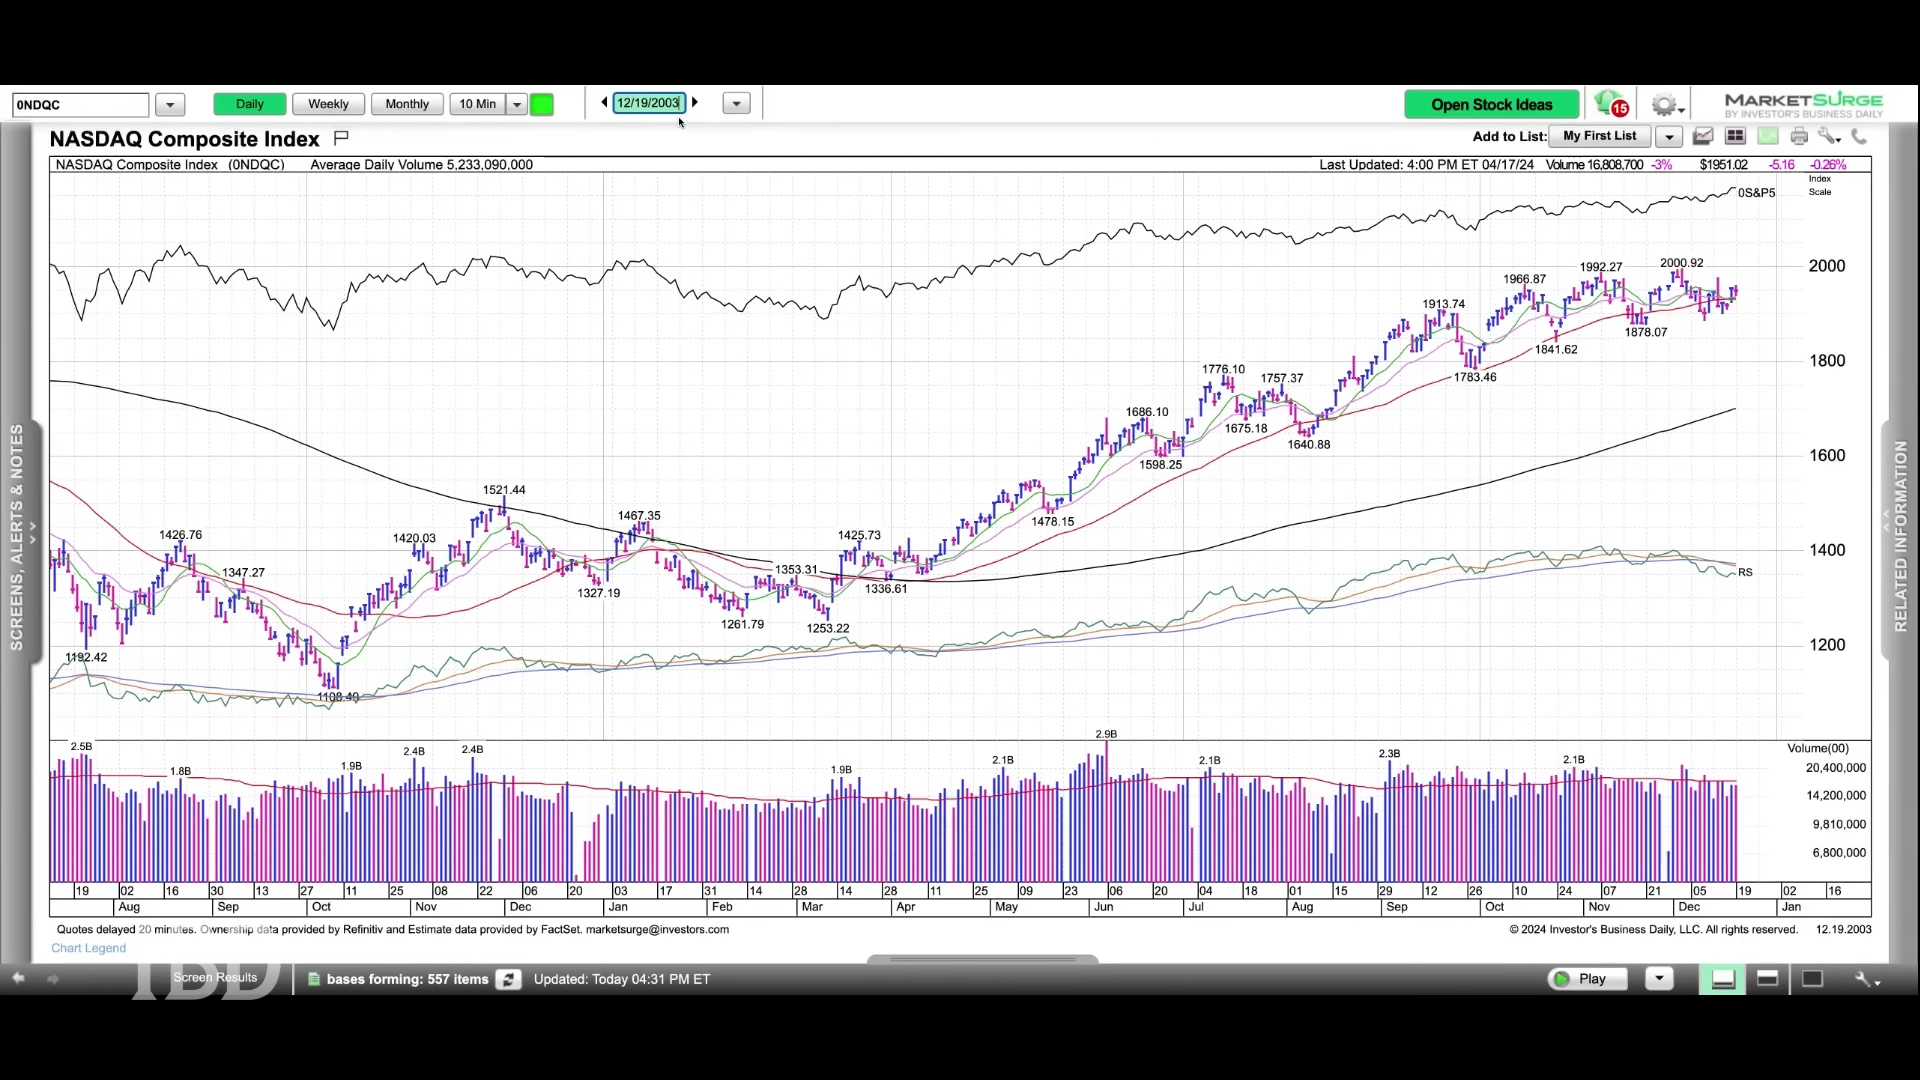 0NDQC Daily Weekly Monthly 10 Min 12/19/2003 Open Stock Ideas 15 MARKETSURGE
BY INVESTOR'S BUSINESS DAILY
NASDAQ Composite Index Add to List: My First List
NASDAQ Composite Index (0NDQC) Average Daily Volume 5,233,090,000 Last Updated: 4:00 PM ET 04/17/24 Volume 16,808,700 -3% $1951.02 -5.16 -0.26%
Index
Scale
0S&P5
2000.92
1992.27
2000
1966.87
1913.74
1878.07
1841.62
1800
1776.10
1757.37
1783.46
1686.10
1675.18
1640.88
1600
1598.25
1521.44
1467.35
1478.15
1426.76
1420.03
1425.73
1400
1347.27
1353.31
RS
1327.19
1336.61
1261.79
1253.22
1200
1192.42
1108.49
2.9B
2.5B 2.4B 2.4B 2.3B Volume(00)
1.8B 1.9B 1.9B 2.1B 2.1B 2.1B 20,400,000
14,200,000
9,810,000
6,800,000
19 02 16 30 13 27 11 25 08 22 06 20 03 17 31 14 28 14 28 11 25 09 23 06 20 04 18 01 15 29 12 26 10 24 07 21 05 19 02 16
Aug Sep Oct Nov Dec Jan Feb Mar Apr May Jun Jul Aug Sep Oct Nov Dec Jan
Quotes delayed 20 minutes. Ownership data provided by Refinitiv and Estimate data provided by FactSet. marketsurge@investors.com © 2024 Investor's Business Daily, LLC. All rights reserved. 12.19.2003
Chart Legend
IBD
Screen Results bases forming: 557 items Updated: Today 04:31 PM ET Play
SCREENS, ALERTS & NOTES
RELATED INFORMATION